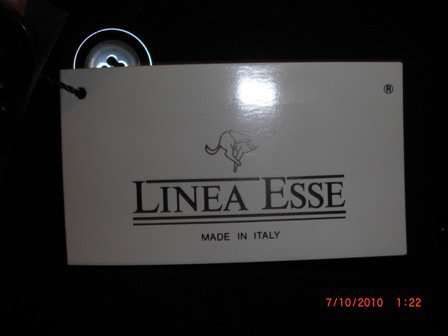 ®
LINEA ESSE
MADE IN ITALY
7/10/2010 1:22